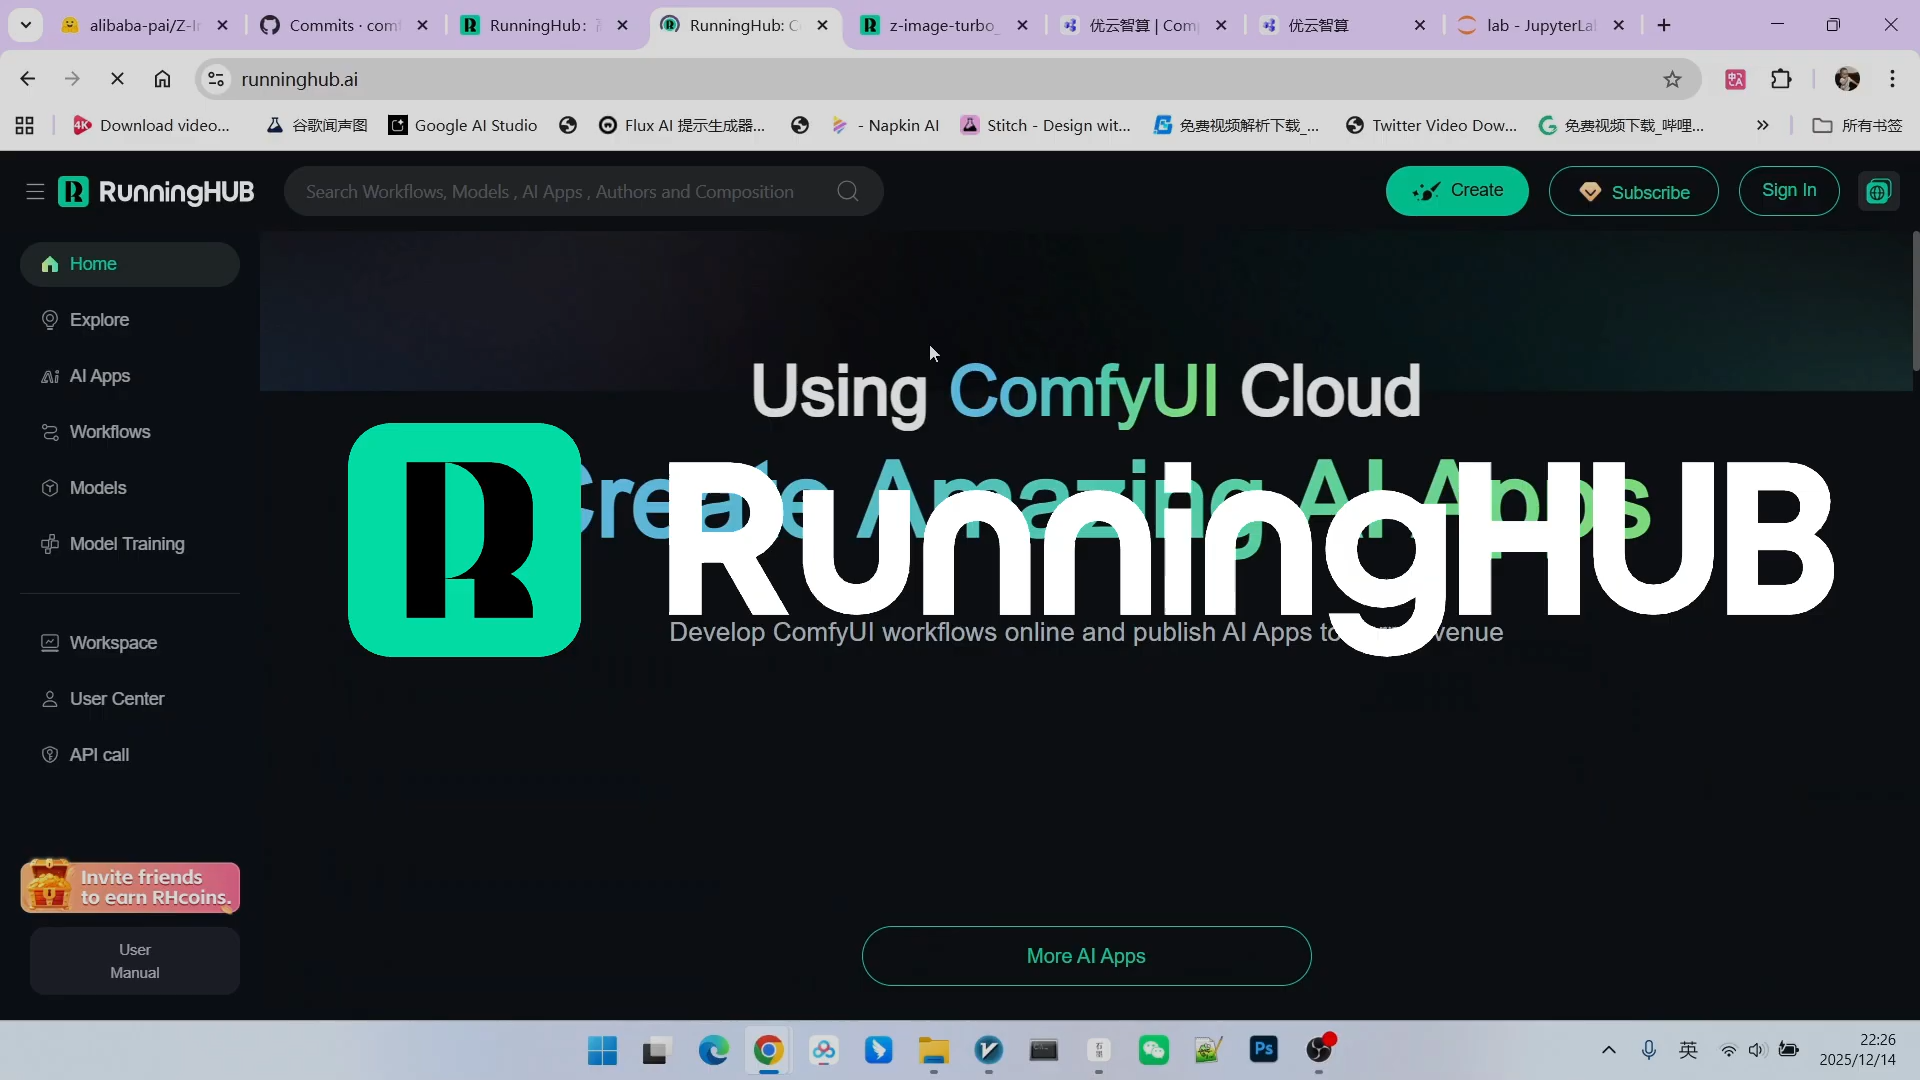 alibaba-pai/Z-I
Commits · com
RunningHub:
RunningHub: C
z-image-turbo_
优云智算 | Com
优云智算
lab - JupyterLa
runninghub.ai
Download video...
谷歌闻声图
Google AI Studio
Flux AI 提示生成器...
- Napkin AI
Stitch - Design wit...
免费视频解析下载_...
Twitter Video Dow...
免费视频下载_哔哩...
所有书签
RunningHUB
Search Workflows, Models , AI Apps , Authors and Composition
Create
Subscribe
Sign In
Home
Explore
AI Apps
Workflows
Models
Model Training
Workspace
User Center
API call
Invite friends
to earn RHcoins.
User
Manual
Using ComfyUI Cloud
Create Amazing AI Apps
RunningHUB
Develop ComfyUI workflows online and publish AI Apps to
venue
More AI Apps
英
22:26
2025/12/14